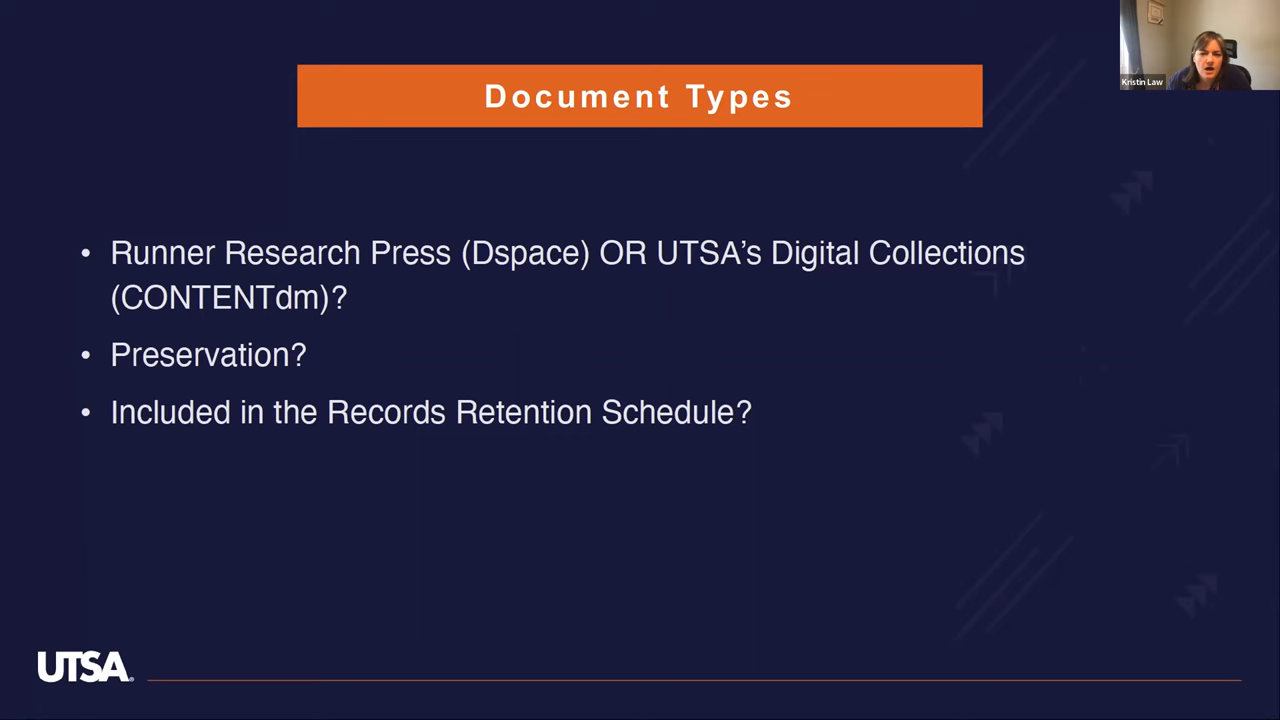 Kristin Law
Document Types
• Runner Research Press (Dspace) OR UTSA’s Digital Collections
(CONTENTdm)?
• Preservation?
• Included in the Records Retention Schedule?
UTSA®